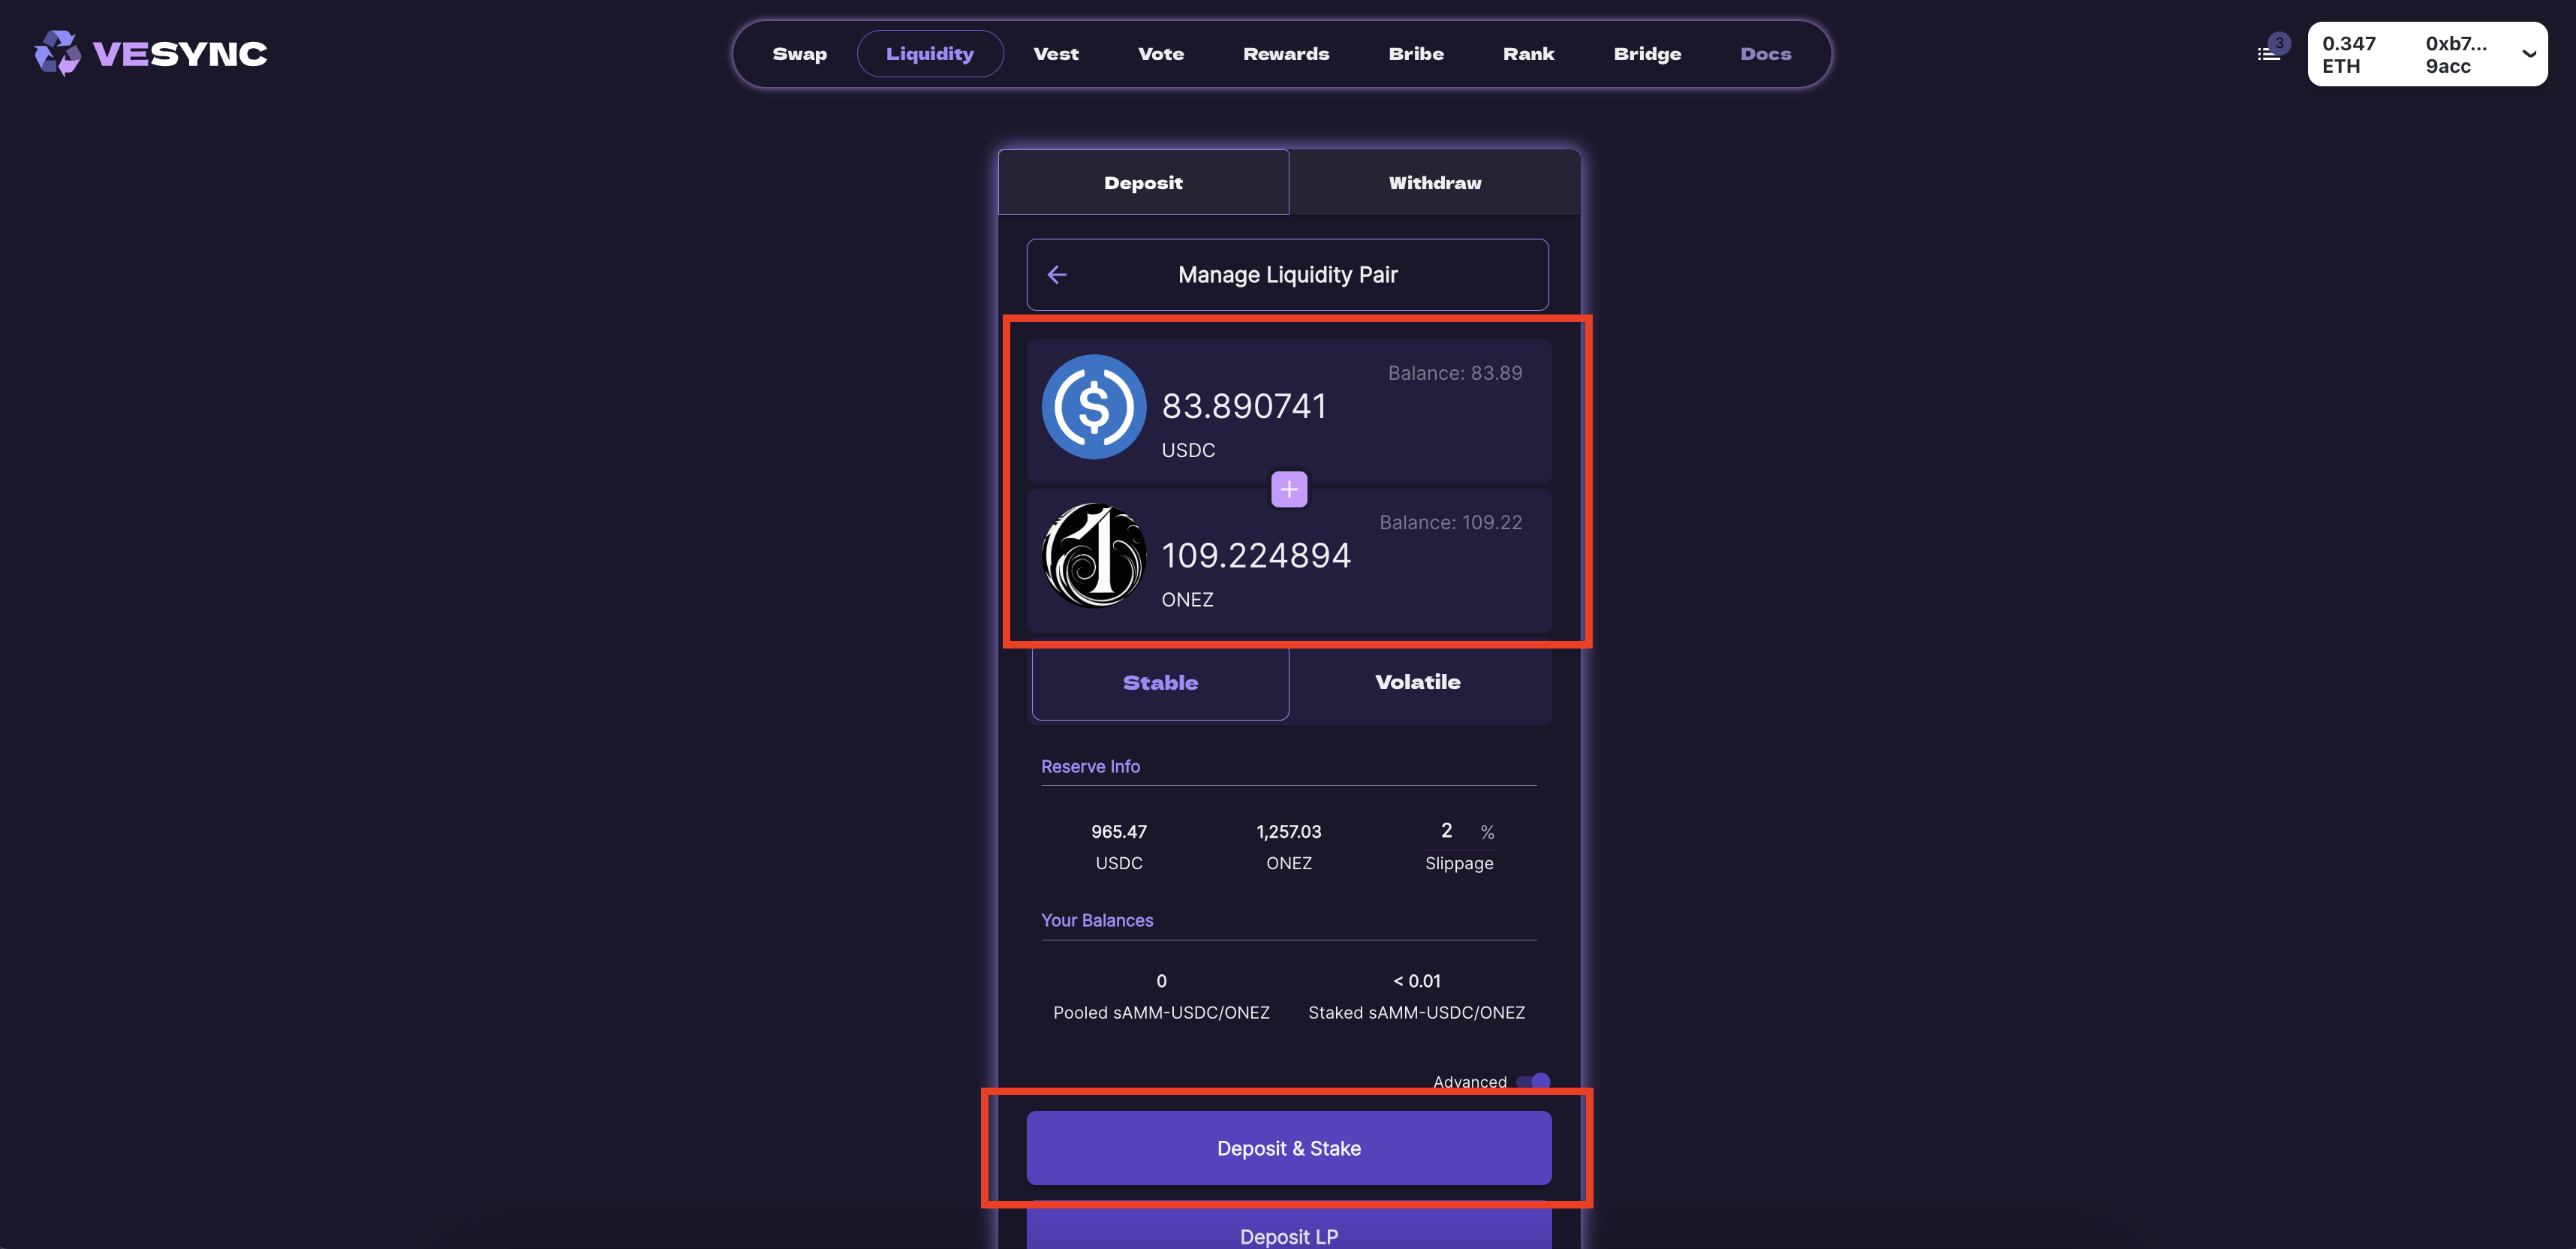 VESYNC
Swap Liquidity Vest Vote Rewards Bribe Rank Bridge Docs
3
0.347 ETH
0xb7... 9acc
Deposit Withdraw
Manage Liquidity Pair
Balance: 83.89
83.890741
USDC
+
Balance: 109.22
109.224894
ONEZ
Stable Volatile
Reserve Info
965.47 1,257.03 2 %
USDC ONEZ Slippage
Your Balances
0 < 0.01
Pooled sAMM-USDC/ONEZ Staked sAMM-USDC/ONEZ
Advanced
Deposit & Stake
Deposit LP